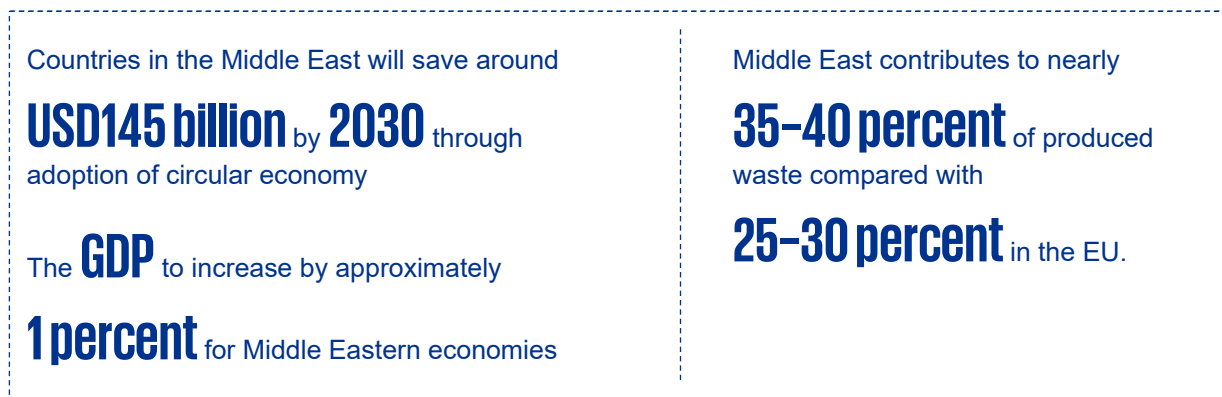 Countries in the Middle East will save around
USD145 billion by 2030 through
adoption of circular economy
The GDP to increase by approximately
1 percent for Middle Eastern economies
Middle East contributes to nearly
35–40 percent of produced
waste compared with
25–30 percent in the EU.